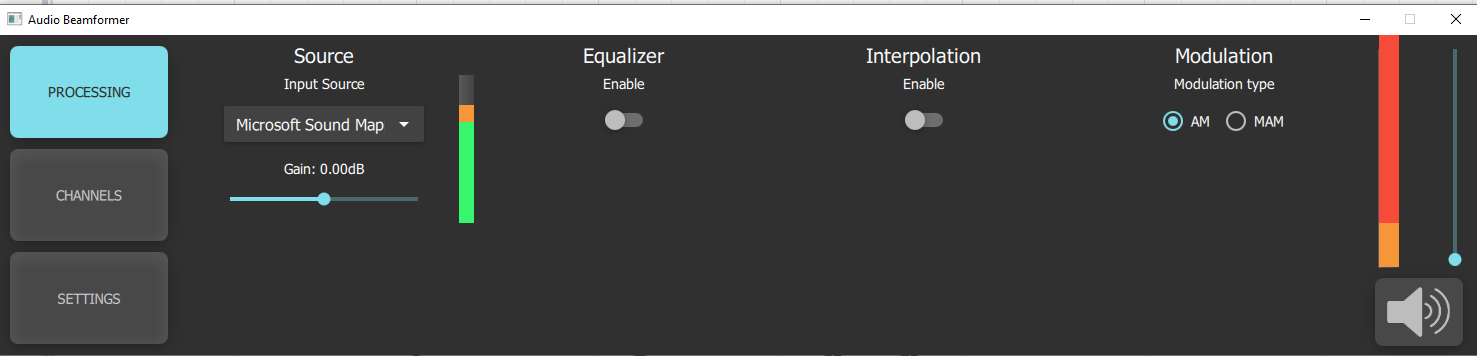 Audio Beamformer
PROCESSING
CHANNELS
SETTINGS
Source
Input Source
Microsoft Sound Map
Gain: 0.00dB
Equalizer
Enable
Interpolation
Enable
Modulation
Modulation type
AM
MAM